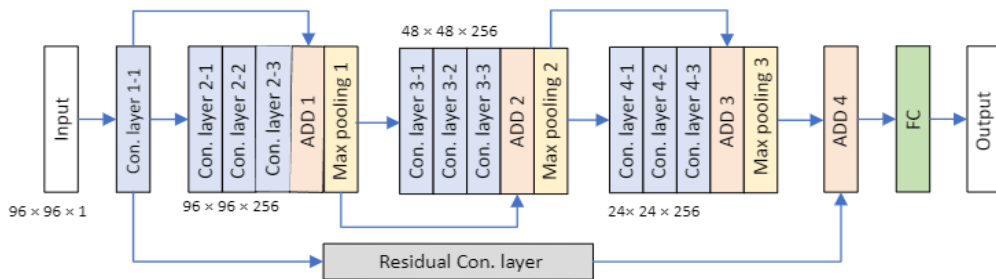 48 × 48 × 256
Input
Con. layer 1-1
Con. layer 2-1
Con. layer 2-2
Con. layer 2-3
ADD 1
Max pooling 1
Con. layer 3-1
Con. layer 3-2
Con. layer 3-3
ADD 2
Max pooling 2
Con. layer 4-1
Con. layer 4-2
Con. layer 4-3
ADD 3
Max pooling 3
ADD 4
FC
Output
96 × 96 × 1
96 × 96 × 256
24× 24 × 256
Residual Con. layer